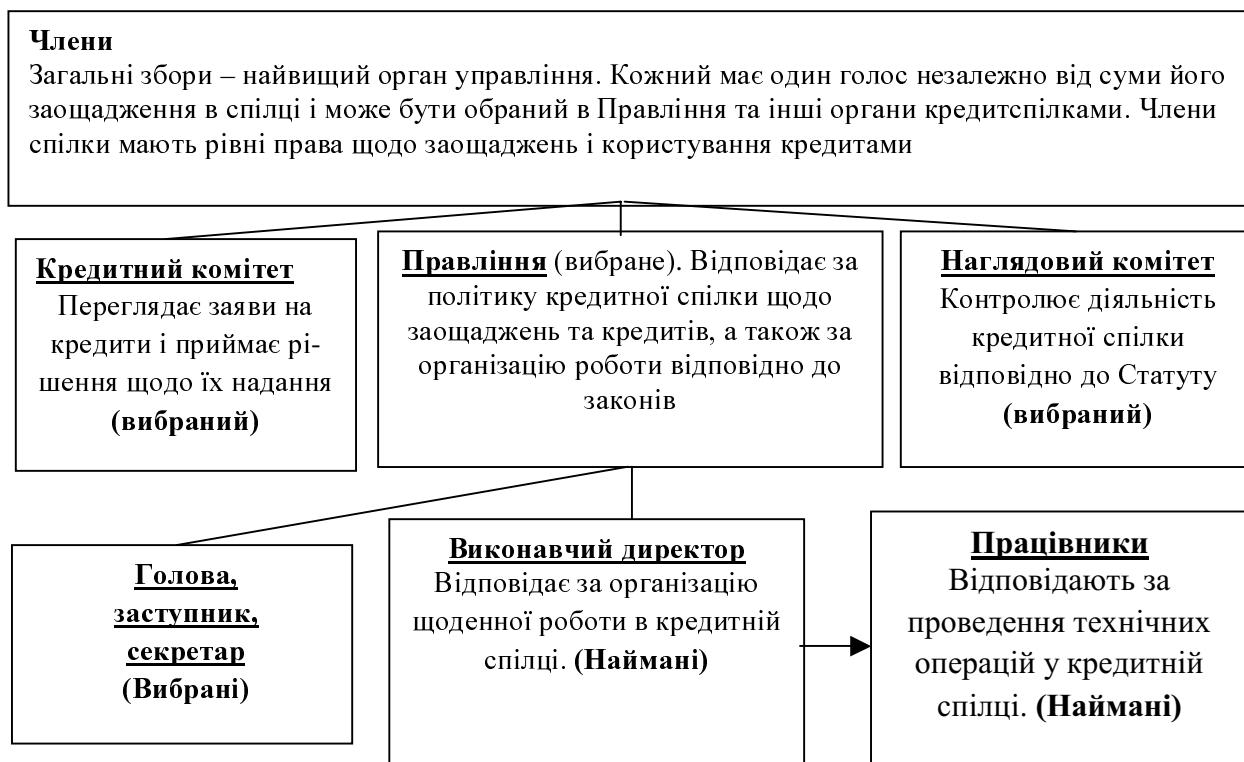 Члени
Загальні збори – найвищий орган управління. Кожний має один голос незалежно від суми його
заощадження в спілці і може бути обраний в Правління та інші органи кредитспілками. Члени
спілки мають рівні права щодо заощаджень і користування кредитами
Кредитний комітет
Переглядає заяви на
кредити і приймає рі-
шення щодо їх надання
(вибраний)
Правління (вибране). Відповідає за
політику кредитної спілки щодо
заощаджень та кредитів, а також за
організацію роботи відповідно до
законів
Наглядовий комітет
Контролює діяльність
кредитної спілки
відповідно до Статуту
(вибраний)
Голова,
заступник,
секретар
(Вибрані)
Виконавчий директор
Відповідає за організацію
щоденної роботи в кредитній
спілці. (Наймані)
Працівники
Відповідають за
проведення технічних
операцій у кредитній
спілці. (Наймані)